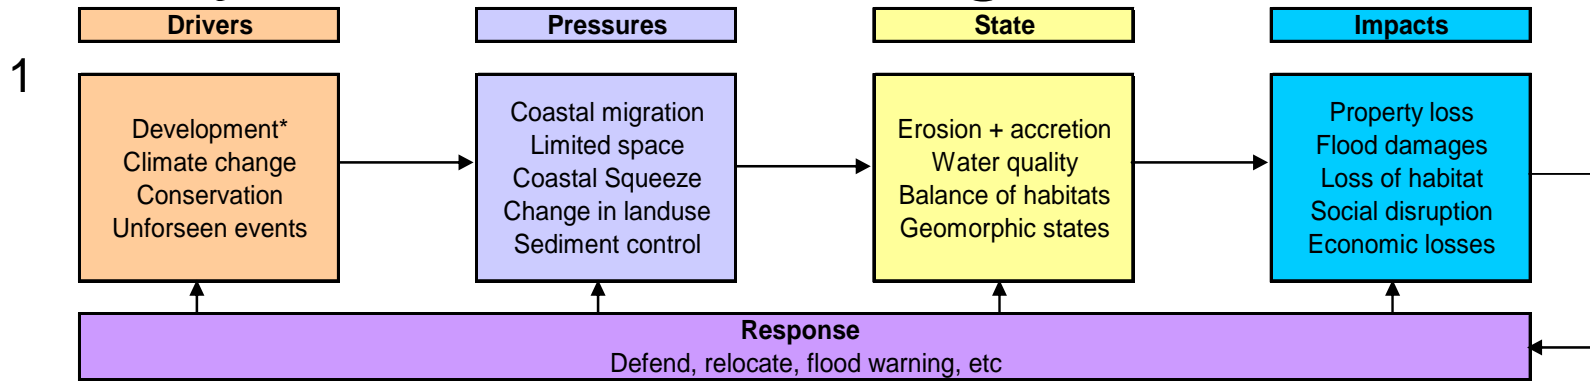 Drivers
Pressures
State
Impacts
1
Development*
Climate change
Conservation
Unforseen events
Coastal migration
Limited space
Coastal Squeeze
Change in landuse
Sediment control
Erosion + accretion
Water quality
Balance of habitats
Geomorphic states
Property loss
Flood damages
Loss of habitat
Social disruption
Economic losses
Response
Defend, relocate, flood warning, etc